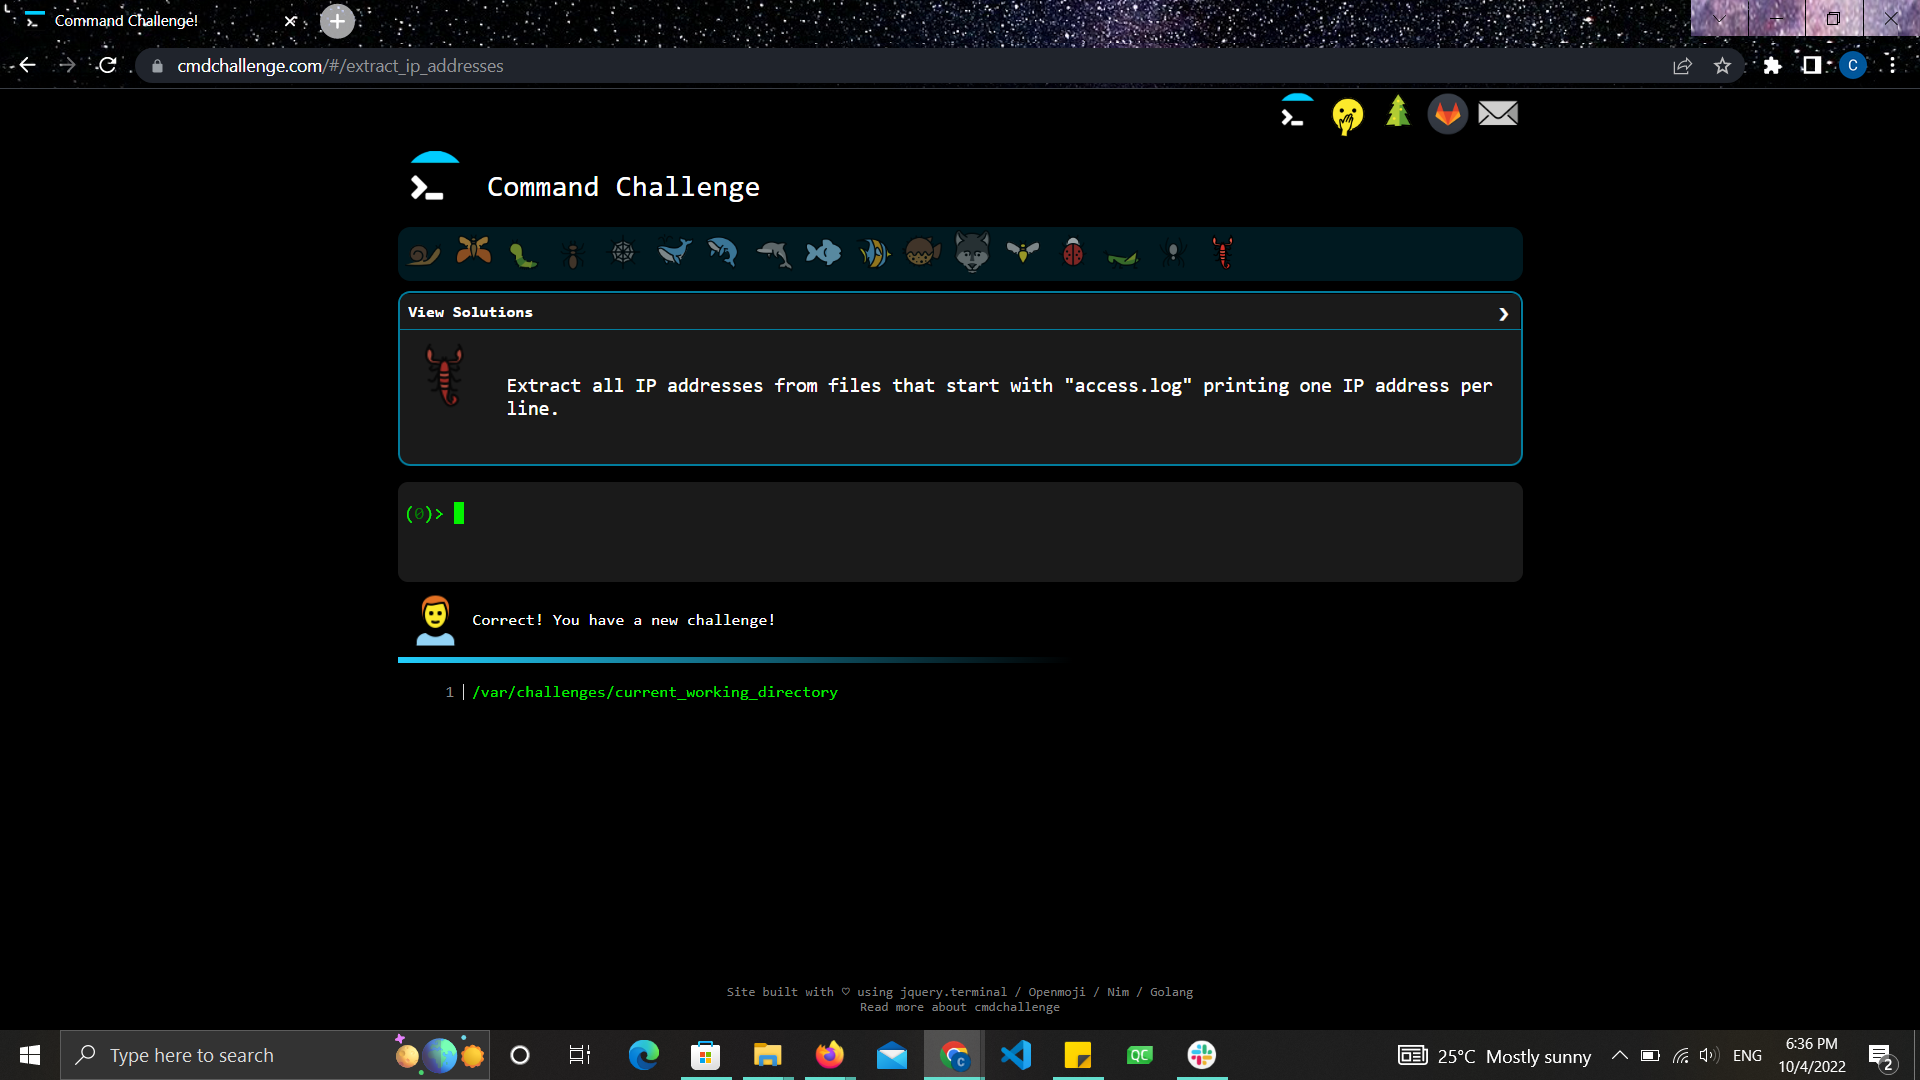 Command Challenge!
cmdchallenge.com/#/extract_ip_addresses
C
Command Challenge
View Solutions
Extract all IP addresses from files that start with "access.log" printing one IP address per
line.
(0)>
Correct! You have a new challenge!
1 /var/challenges/current_working_directory
Site built with ♡ using jquery.terminal / Openmoji / Nim / Golang
Read more about cmdchallenge
Type here to search
C
QC
25°C Mostly sunny
ENG
6:36 PM
10/4/2022
2